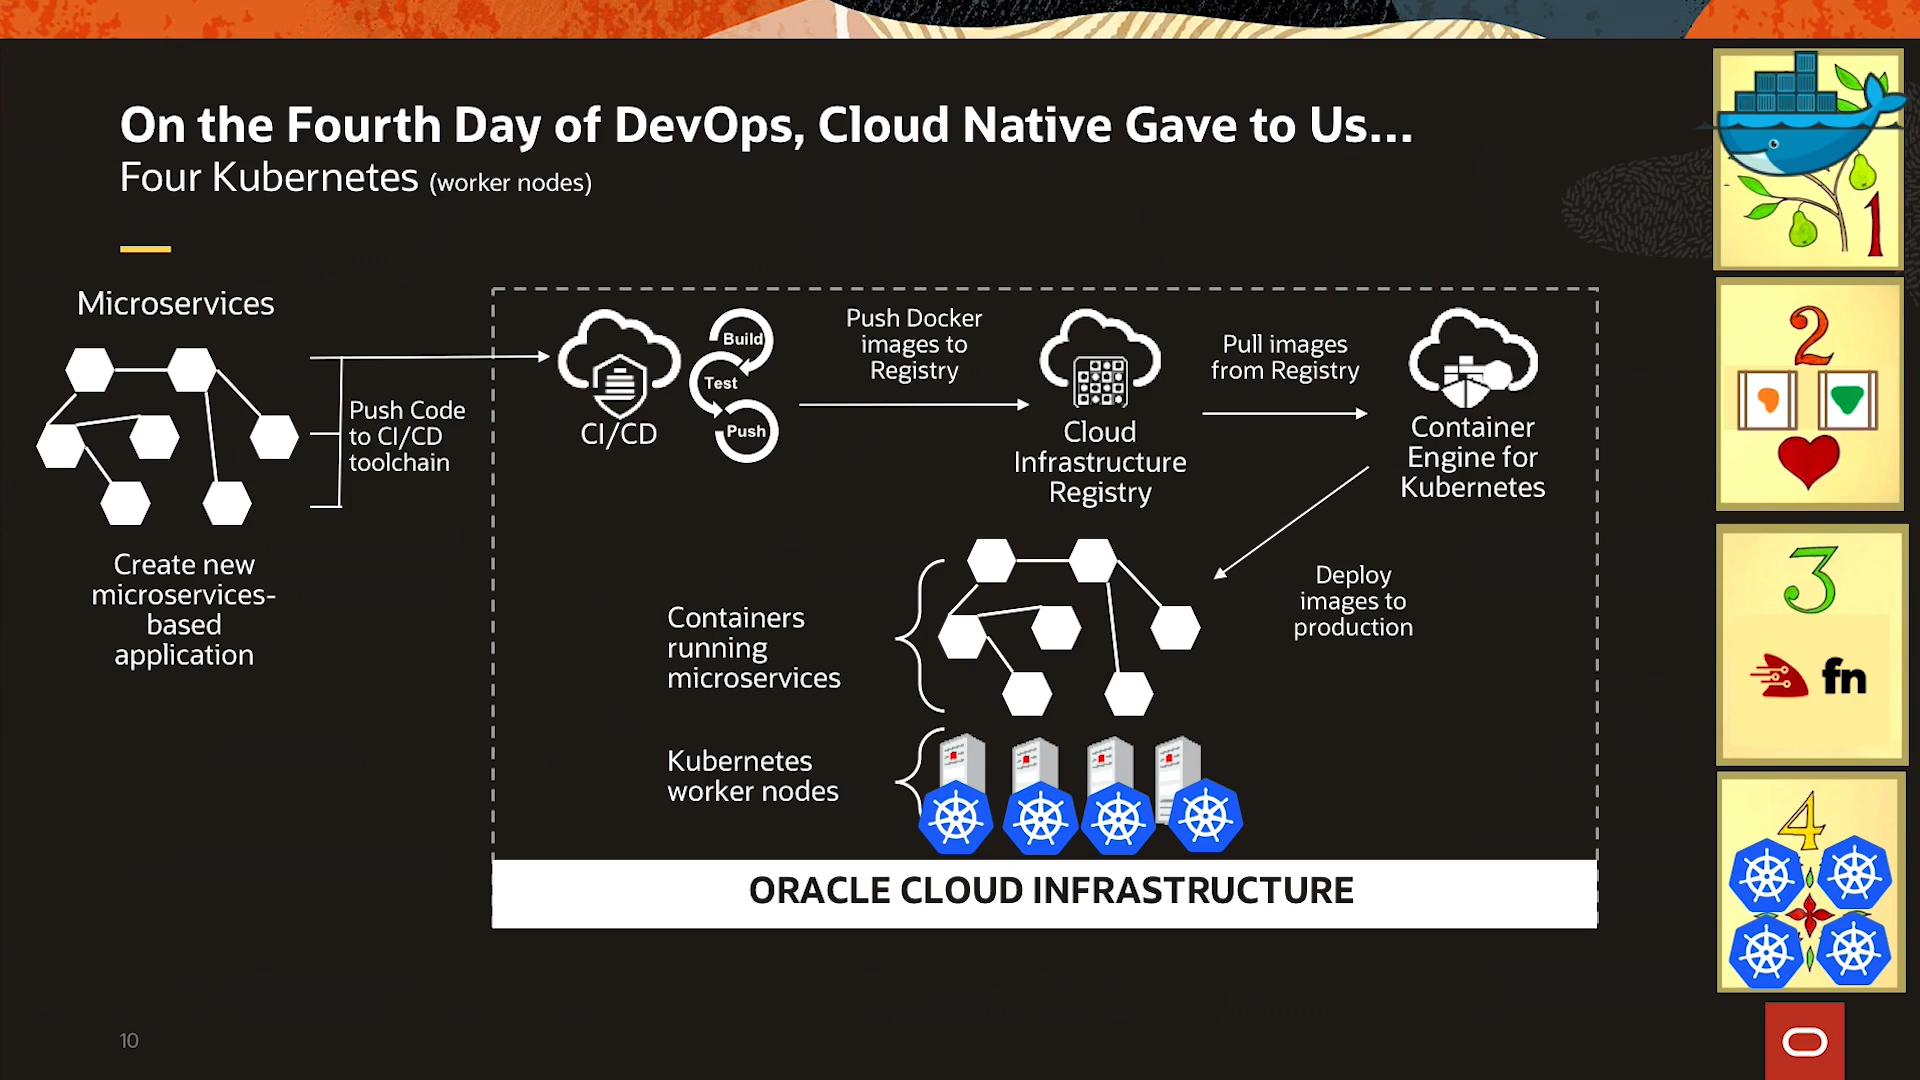 On the Fourth Day of DevOps, Cloud Native Gave to Us...
Four Kubernetes (worker nodes)
Microservices
Push Code
to CI/CD
toolchain
Create new
microservices-
based
application
CI/CD
Build
Test
Push
Push Docker
images to
Registry
Cloud
Infrastructure
Registry
Pull images
from Registry
Container
Engine for
Kubernetes
Deploy
images to
production
Containers
running
microservices
Kubernetes
worker nodes
ORACLE CLOUD INFRASTRUCTURE
1
2
3
fn
4
10